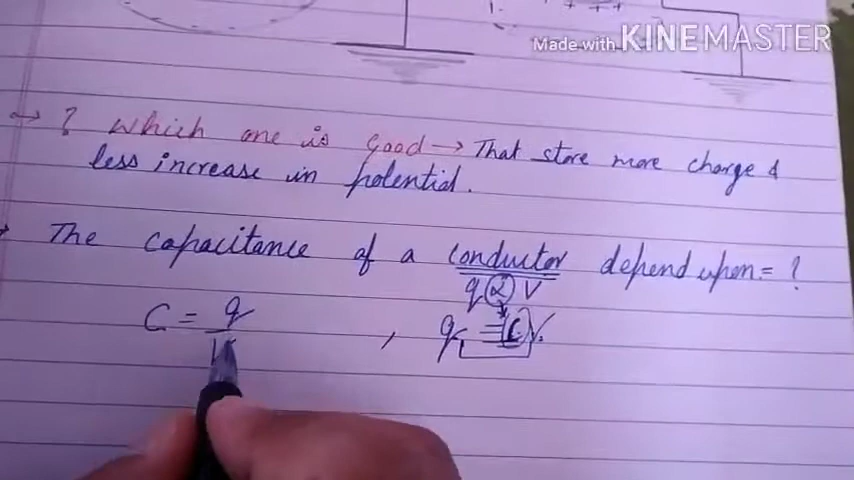 Made with KINEMASTER
→ ? which one is good → That store more charge &
less increase in potential.
The capacitance of a conductor depend upon = ?
q α V
C = q / V , q = CV.